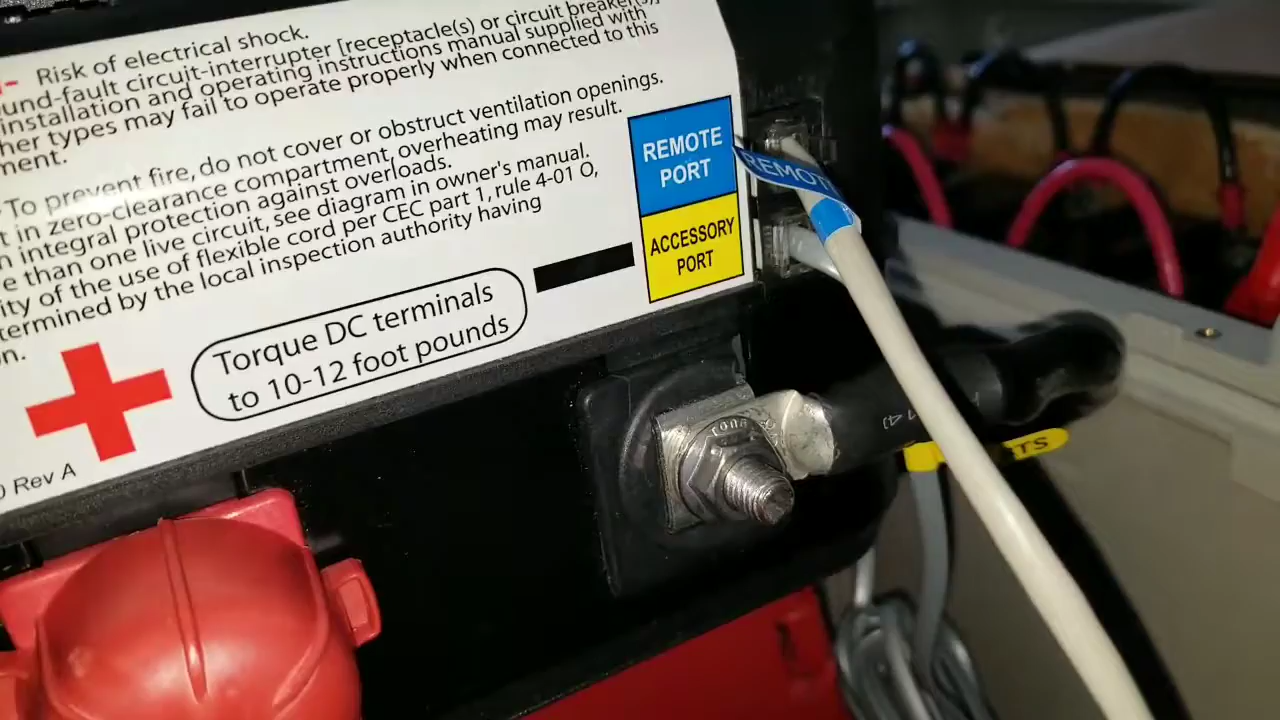 Risk of electrical shock.
ound-fault circuit-interrupter [receptacle(s) or circuit breaker(s)]
installation and operating instructions manual supplied with
her types may fail to operate properly when connected to this
ment.
To prevent fire, do not cover or obstruct ventilation openings.
t in zero-clearance compartment, overheating may result.
n integral protection against overloads.
e than one live circuit, see diagram in owner's manual.
ity of the use of flexible cord per CEC part 1, rule 4-01 O,
termined by the local inspection authority having
n.
REMOTE
PORT
ACCESSORY
PORT
REMOTE
Torque DC terminals
to 10-12 foot pounds
Rev A
TS